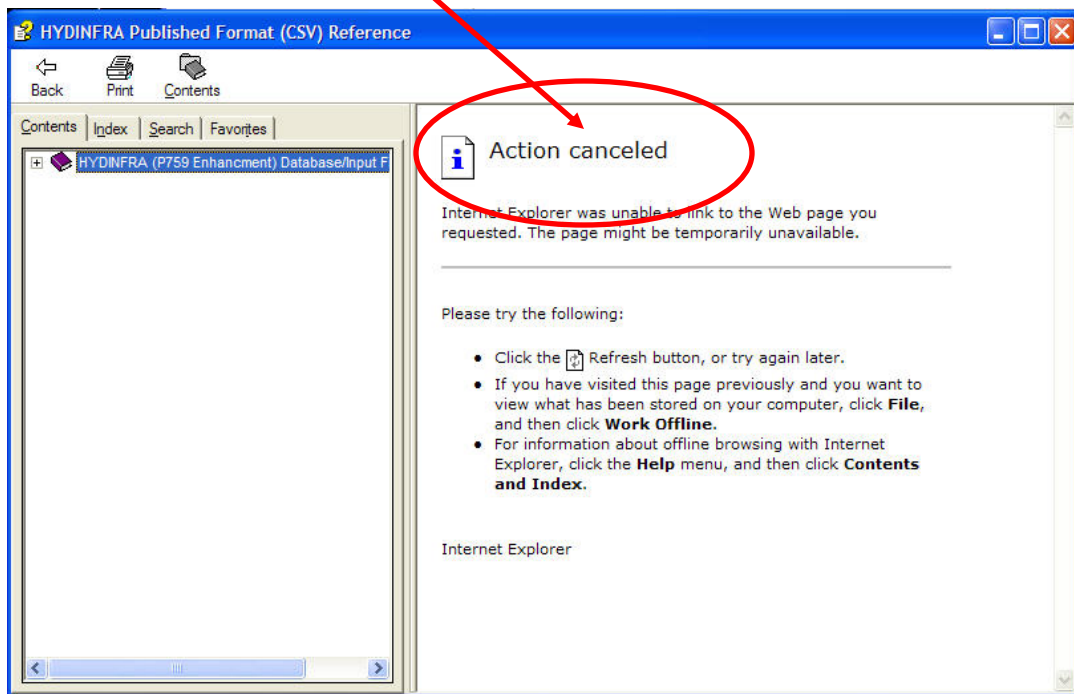 HYDINFRA Published Format (CSV) Reference
Back Print Contents
Contents Index Search Favorites
HYDINFRA (P759 Enhancment) Database/Input F
Action canceled
Internet Explorer was unable to link to the Web page you
requested. The page might be temporarily unavailable.
Please try the following:
Click the Refresh button, or try again later.
If you have visited this page previously and you want to
view what has been stored on your computer, click File,
and then click Work Offline.
For information about offline browsing with Internet
Explorer, click the Help menu, and then click Contents
and Index.
Internet Explorer